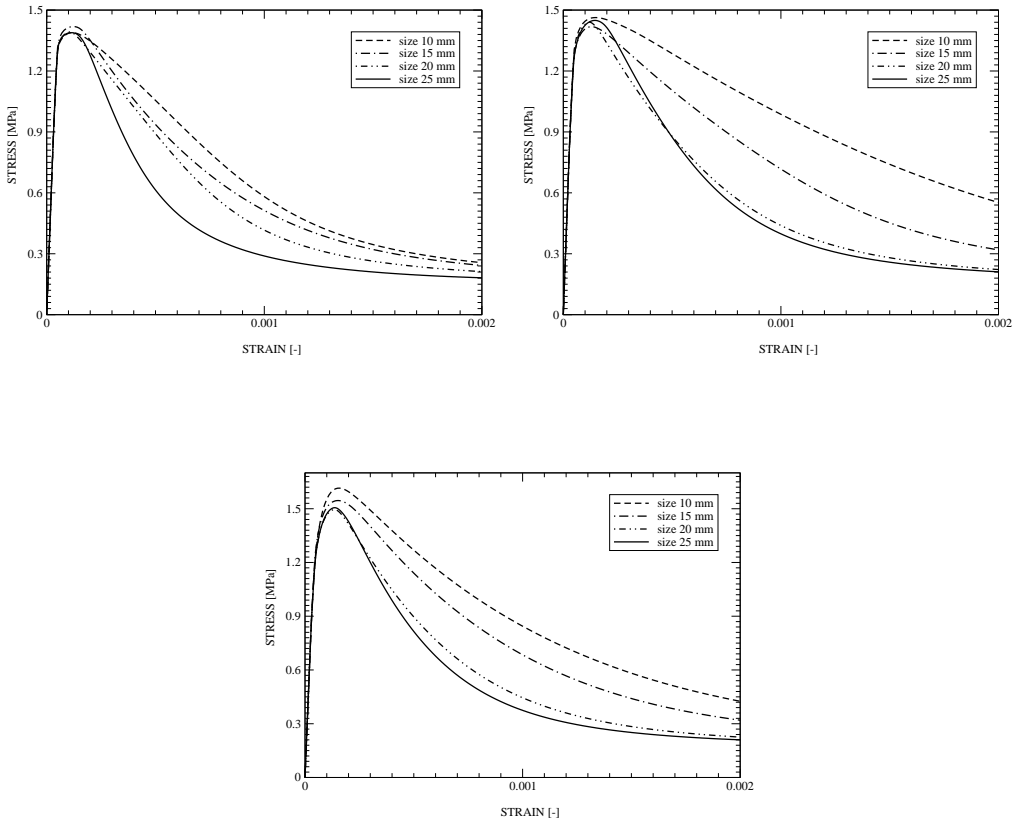 1.5
1.2
0.9
0.6
0.3
0
STRESS [MPa]
0
0.001
0.002
STRAIN [-]
size 10 mm
size 15 mm
size 20 mm
size 25 mm
1.5
1.2
0.9
0.6
0.3
0
STRESS [MPa]
0
0.001
0.002
STRAIN [-]
size 10 mm
size 15 mm
size 20 mm
size 25 mm
1.5
1.2
0.9
0.6
0.3
0
STRESS [MPa]
0
0.001
0.002
STRAIN [-]
size 10 mm
size 15 mm
size 20 mm
size 25 mm